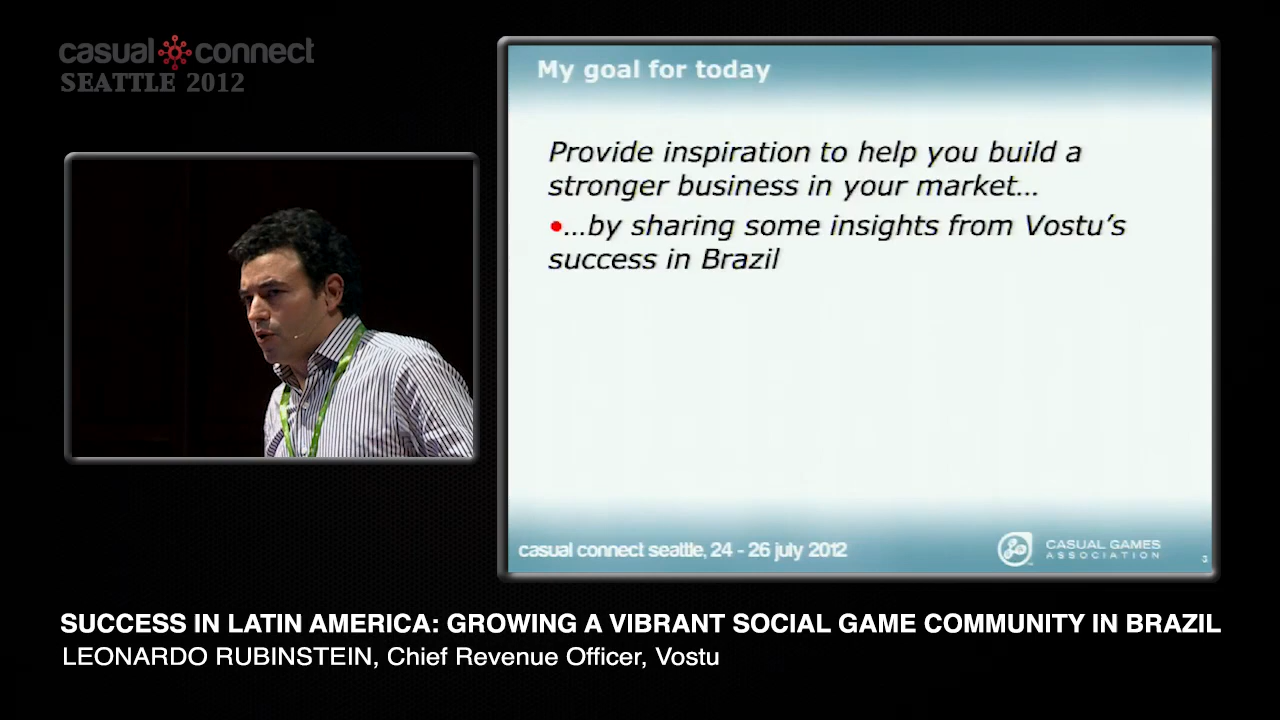 casual connect
SEATTLE 2012
My goal for today
Provide inspiration to help you build a
stronger business in your market…
•…by sharing some insights from Vostu’s
success in Brazil
casual connect seattle, 24 - 26 july 2012
CASUAL GAMES
ASSOCIATION
SUCCESS IN LATIN AMERICA: GROWING A VIBRANT SOCIAL GAME COMMUNITY IN BRAZIL
LEONARDO RUBINSTEIN, Chief Revenue Officer, Vostu